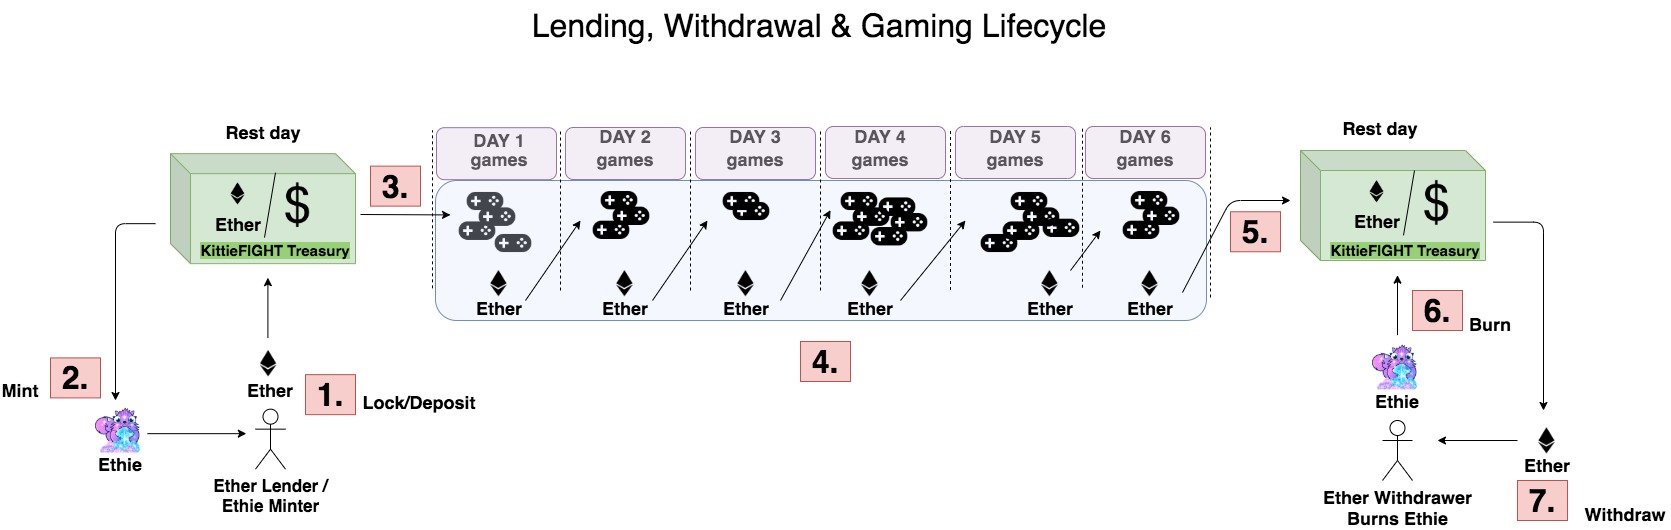 Lending, Withdrawal & Gaming Lifecycle
Rest day
Ether
$
KittieFIGHT Treasury
3.
DAY 1
games
DAY 2
games
DAY 3
games
DAY 4
games
DAY 5
games
DAY 6
games
Ether
Ether
Ether
Ether
Ether
Ether
4.
5.
Rest day
Ether
$
KittieFIGHT Treasury
Mint
2.
Ethie
Ether
1.
Lock/Deposit
Ether Lender /
Ethie Minter
6.
Burn
Ethie
Ether Withdrawer
Burns Ethie
Ether
7.
Withdraw